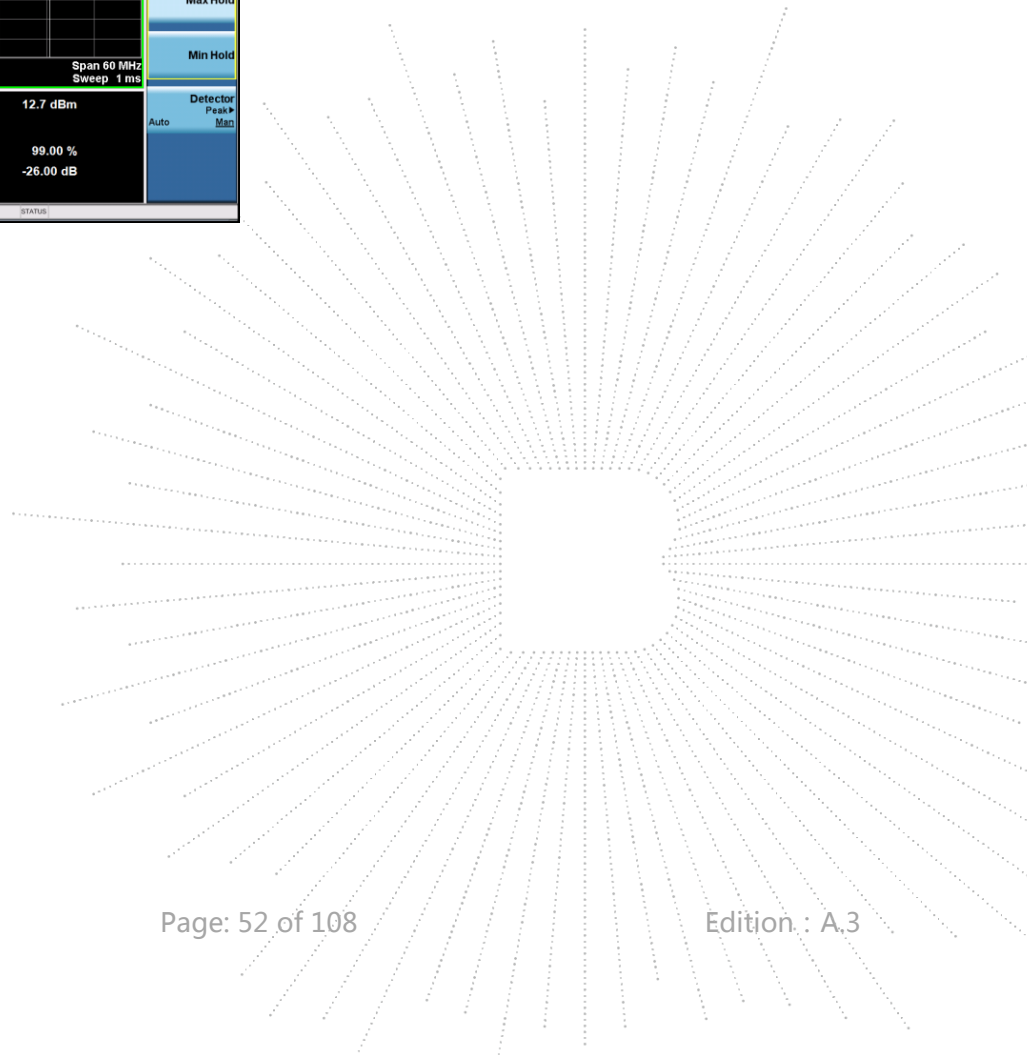 Max Hold
Min Hold
Span 60 MHz
Sweep 1 ms
Detector
Peak▶
Auto Man
12.7 dBm
99.00 %
-26.00 dB
STATUS
Page: 52 of 108
Edition：A.3